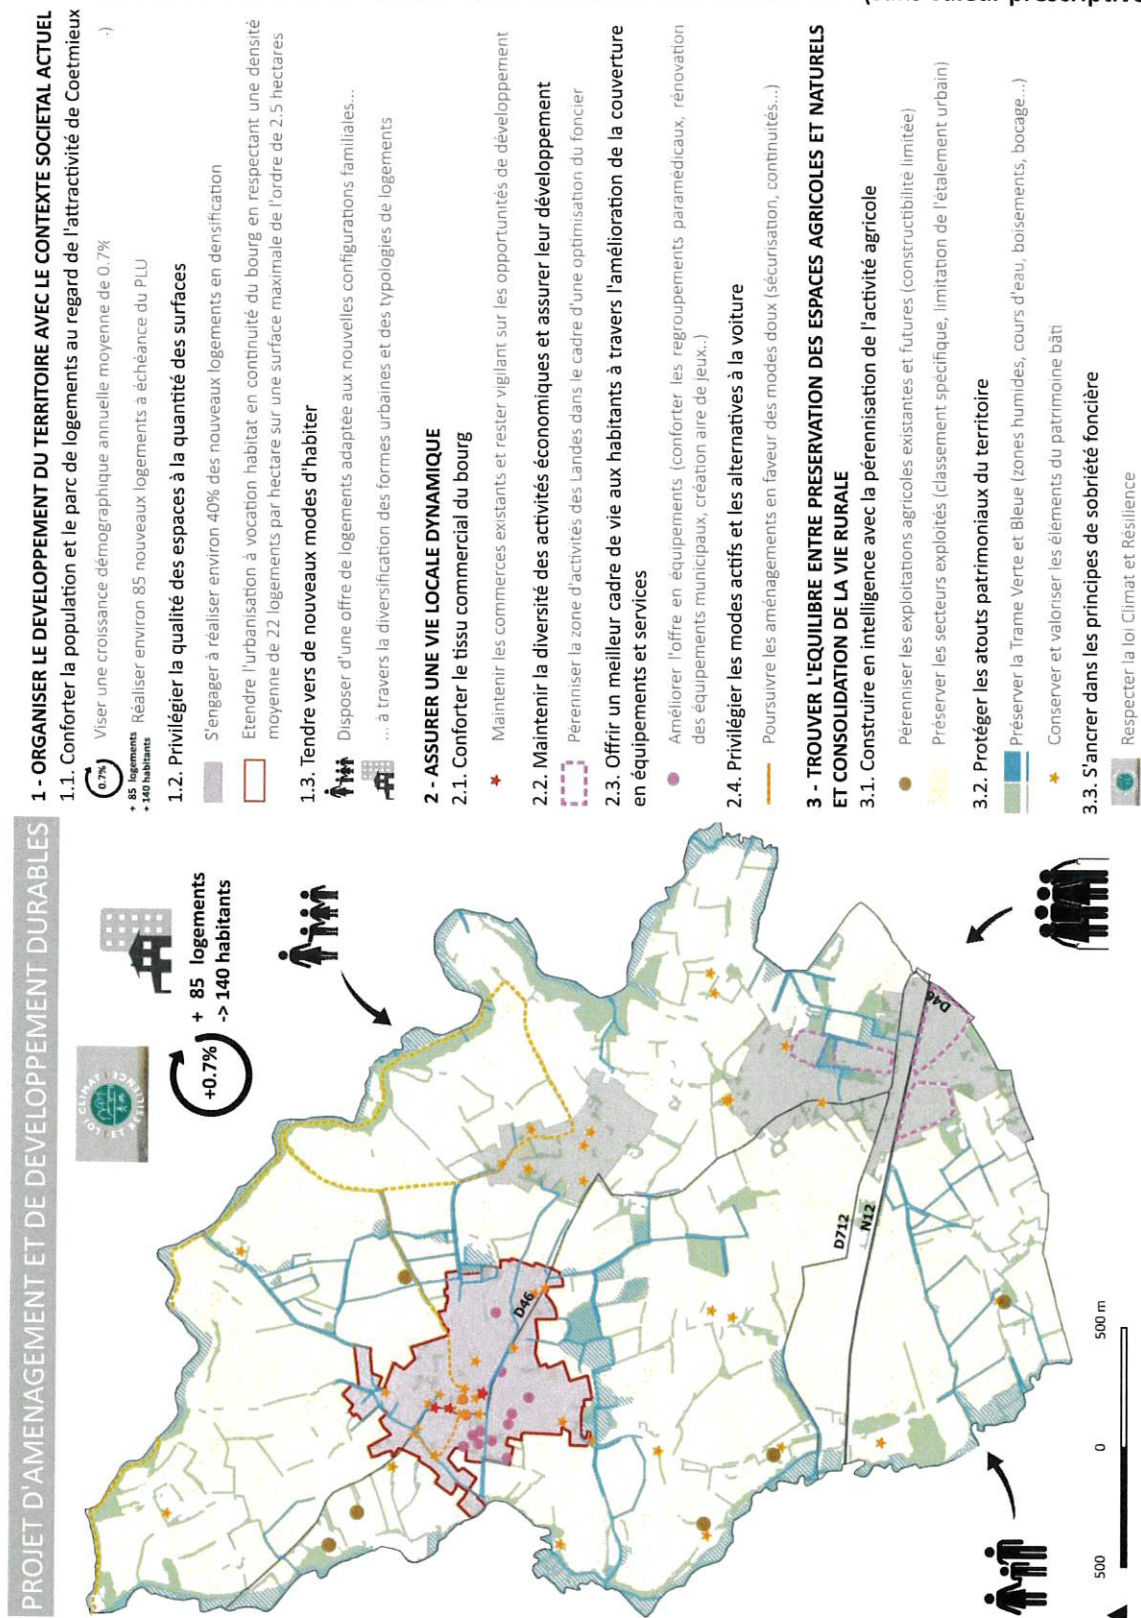 (sans valeur prescriptive
PROJET D'AMENAGEMENT ET DE DEVELOPPEMENT DURABLES
LOI CLIMAT ET RÉSILIENCE
+0.7%
+ 85 logements
-> 140 habitants
D46
D712
N12
D46
500
0
500 m
1 - ORGANISER LE DEVELOPPEMENT DU TERRITOIRE AVEC LE CONTEXTE SOCIETAL ACTUEL
1.1. Conforter la population et le parc de logements au regard de l'attractivité de Coetmieux
0.7%
Viser une croissance démographique annuelle moyenne de 0.7%
-)
+ 85 logements
+ 140 habitants
Réaliser environ 85 nouveaux logements à échéance du PLU
1.2. Privilégier la qualité des espaces à la quantité des surfaces
S'engager à réaliser environ 40% des nouveaux logements en densification
Etendre l'urbanisation à vocation habitat en continuité du bourg en respectant une densité
moyenne de 22 logements par hectare sur une surface maximale de l'ordre de 2.5 hectares
1.3. Tendre vers de nouveaux modes d'habiter
Disposer d'une offre de logements adaptée aux nouvelles configurations familiales...
... à travers la diversification des formes urbaines et des typologies de logements
2 - ASSURER UNE VIE LOCALE DYNAMIQUE
2.1. Conforter le tissu commercial du bourg
Maintenir les commerces existants et rester vigilant sur les opportunités de développement
2.2. Maintenir la diversité des activités économiques et assurer leur développement
Pérenniser la zone d'activités des Landes dans le cadre d'une optimisation du foncier
2.3. Offrir un meilleur cadre de vie aux habitants à travers l'amélioration de la couverture
en équipements et services
Améliorer l'offre en équipements (conforter les regroupements paramédicaux, rénovation
des équipements municipaux, création aire de jeux..)
2.4. Privilégier les modes actifs et les alternatives à la voiture
Poursuivre les aménagements en faveur des modes doux (sécurisation, continuités...)
3 - TROUVER L'EQUILIBRE ENTRE PRESERVATION DES ESPACES AGRICOLES ET NATURELS
ET CONSOLIDATION DE LA VIE RURALE
3.1. Construire en intelligence avec la pérennisation de l'activité agricole
Pérenniser les exploitations agricoles existantes et futures (constructibilité limitée)
Préserver les secteurs exploités (classement spécifique, limitation de l'étalement urbain)
3.2. Protéger les atouts patrimoniaux du territoire
Préserver la Trame Verte et Bleue (zones humides, cours d'eau, boisements, bocage...)
Conserver et valoriser les éléments du patrimoine bâti
3.3. S'ancrer dans les principes de sobriété foncière
Respecter la loi Climat et Résilience